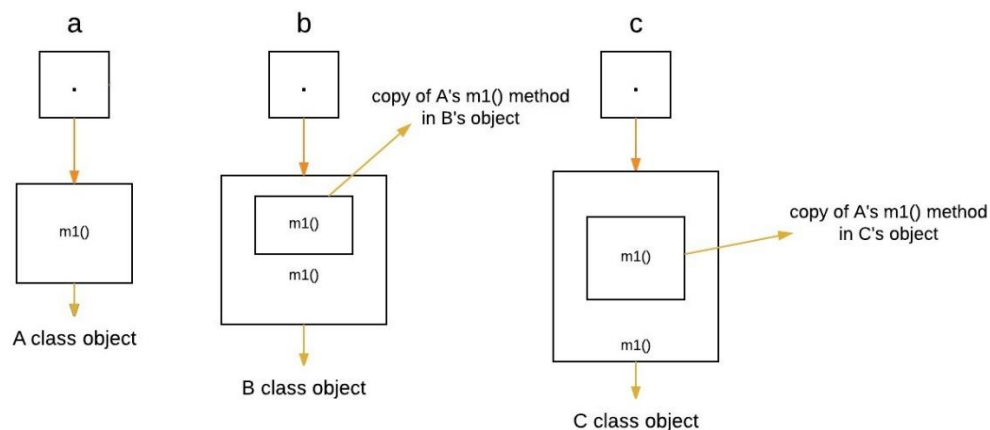 a
b
c
.
.
.
copy of A's m1() method
in B's object
m1()
m1()
m1()
copy of A's m1() method
in C's object
m1()
m1()
A class object
B class object
C class object